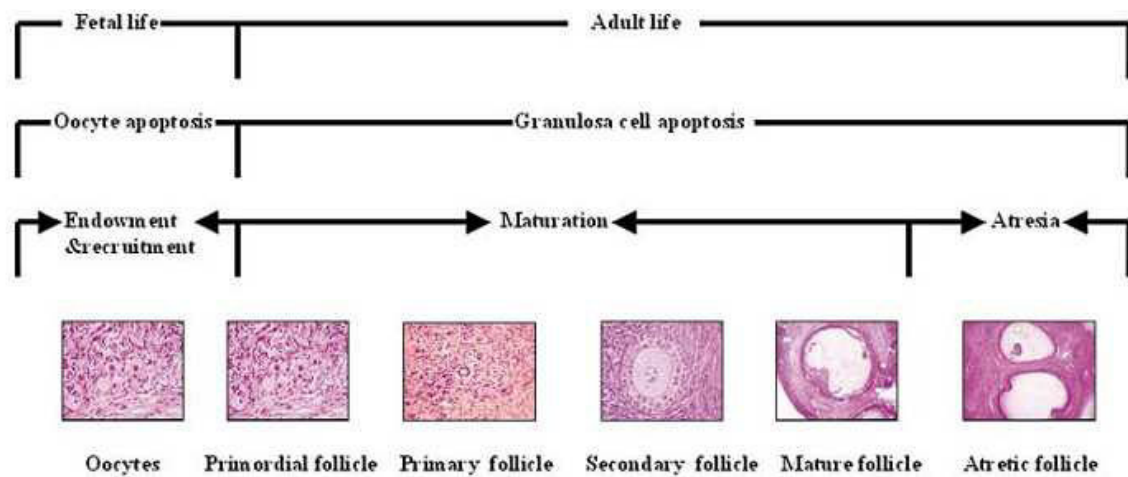 Fetal life Adult life
Oocyte apoptosis Granulosa cell apoptosis
Endowment Maturation Atresia
&recruitment
Oocytes Primordial follicle Primary follicle Secondary follicle Mature follicle Atretic follicle